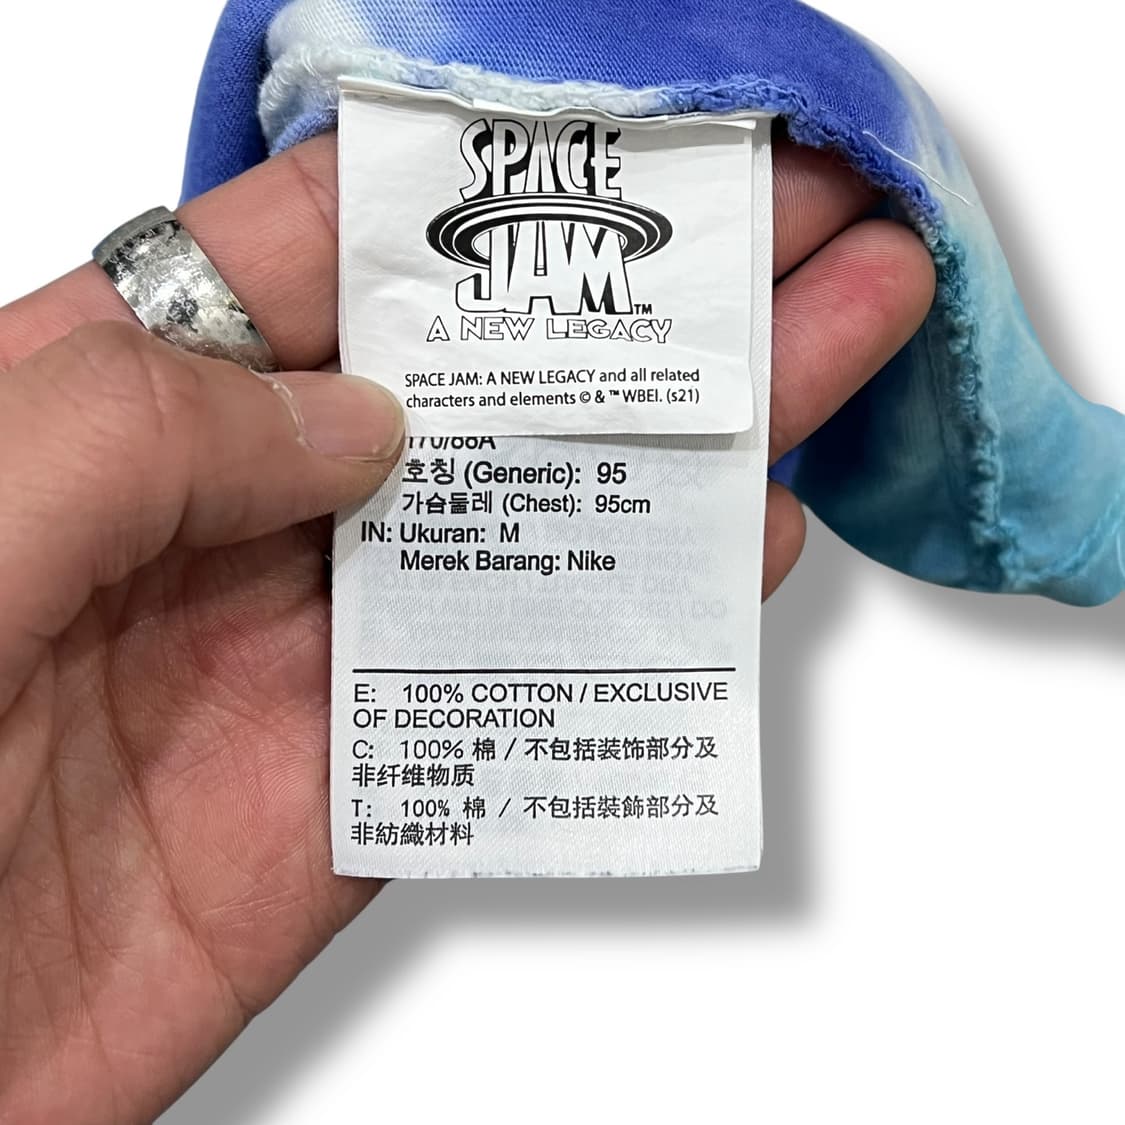 SPACE
JAM™
A NEW LEGACY
SPACE JAM: A NEW LEGACY and all related
characters and elements © & ™ WBEI. (s21)
170/88A
호칭 (Generic): 95
가슴둘레 (Chest): 95cm
IN: Ukuran: M
Merek Barang: Nike
E: 100% COTTON / EXCLUSIVE
OF DECORATION
C: 100% 棉 / 不包括装饰部分及
非纤维物质
T: 100% 棉 / 不包括裝飾部分及
非紡織材料